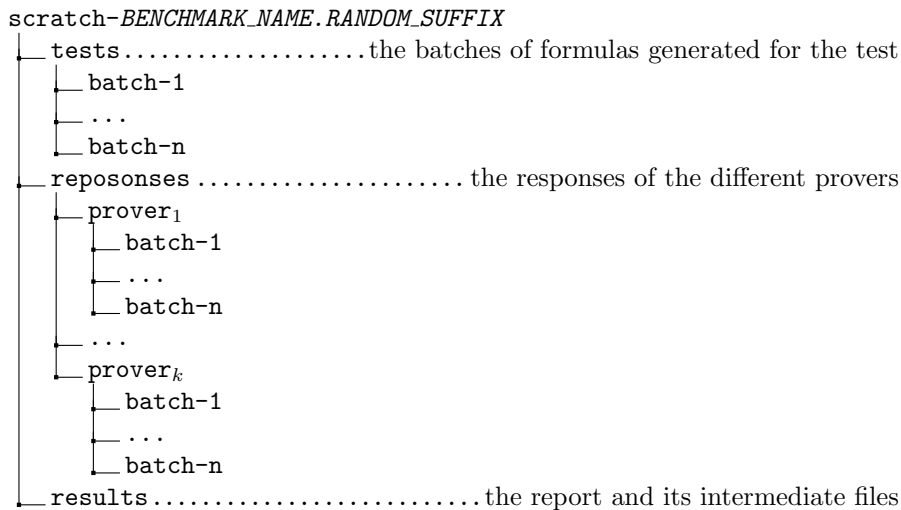 scratch-BENCHMARK_NAME.RANDOM_SUFFIX
tests....................the batches of formulas generated for the test
batch-1
...
batch-n
reposonses......................the responses of the different provers
prover₁
batch-1
...
batch-n
...
proverₖ
batch-1
...
batch-n
results...........................the report and its intermediate files